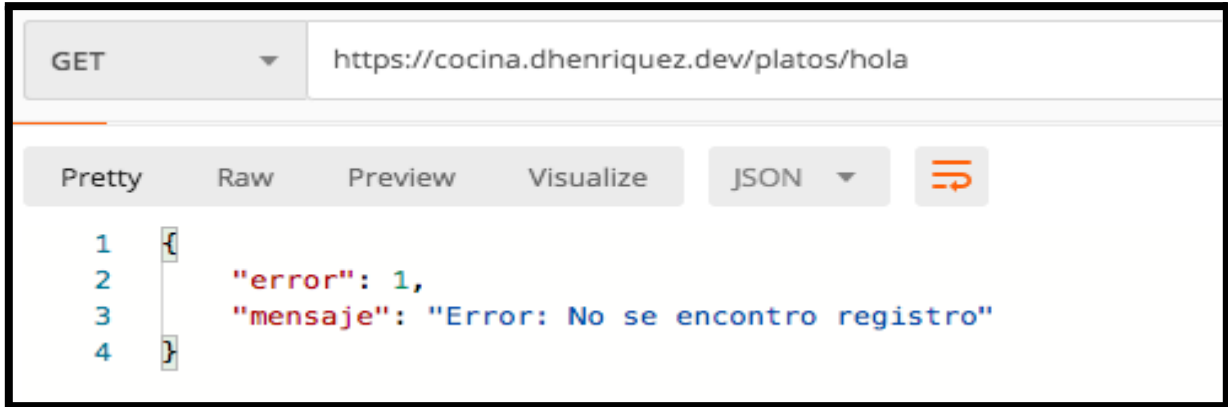 GET https://cocina.dhenriquez.dev/platos/hola
Pretty Raw Preview Visualize JSON
1 {
2 "error": 1,
3 "mensaje": "Error: No se encontro registro"
4 }